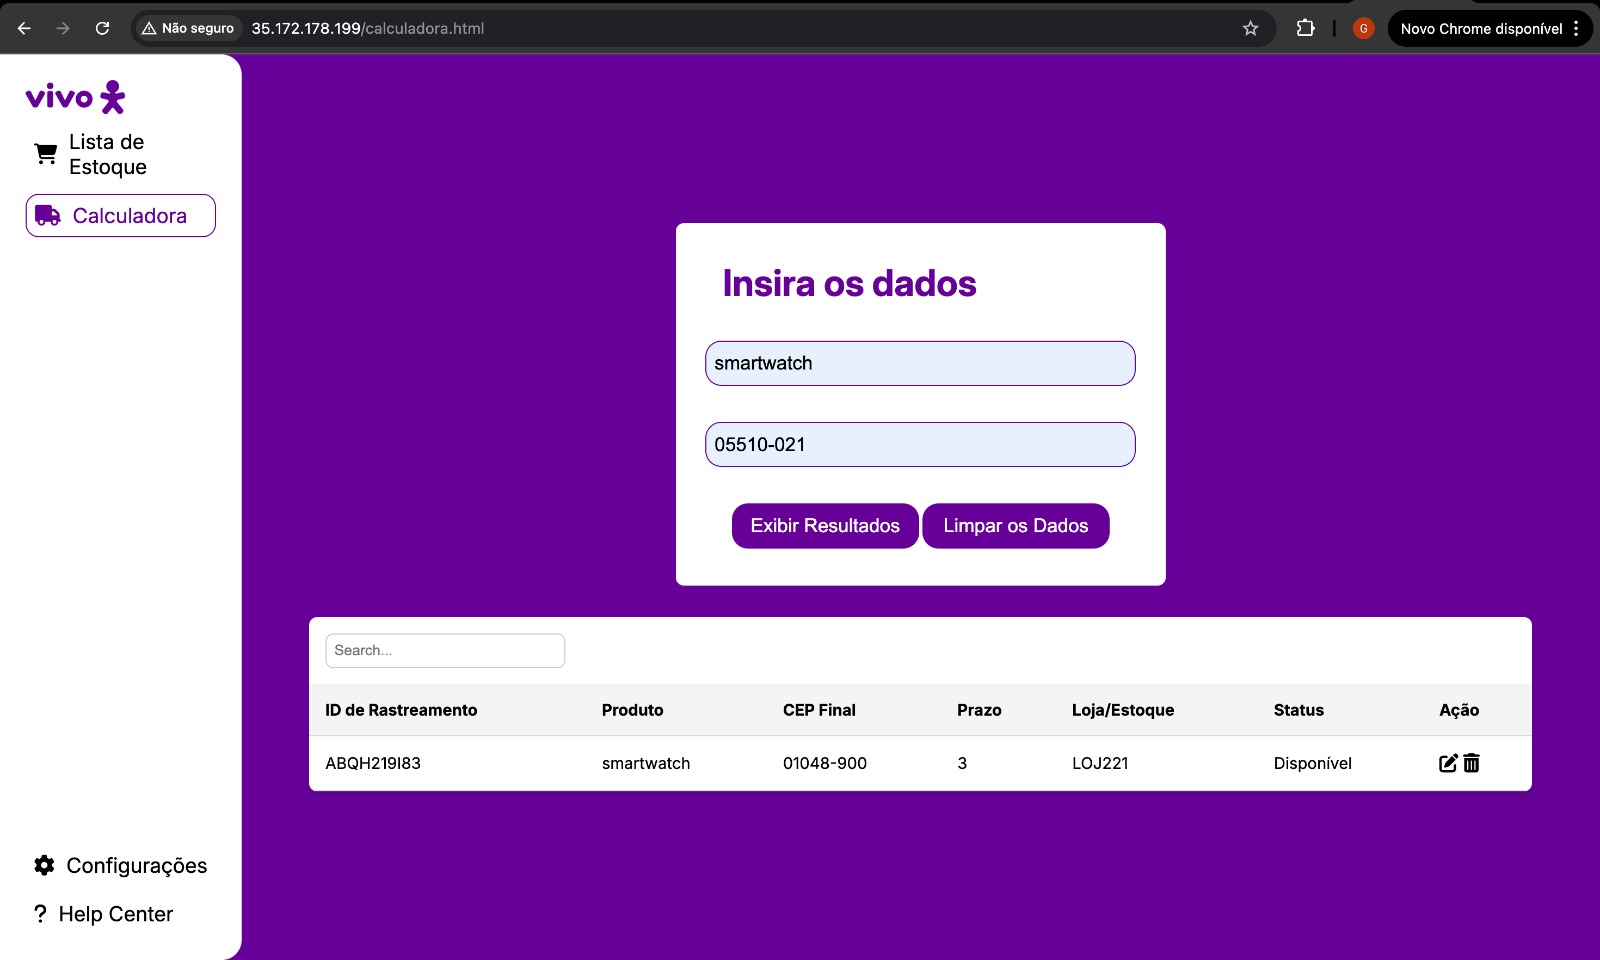 Não seguro 35.172.178.199/calculadora.html G Novo Chrome disponível
vivo
Lista de
Estoque
Calculadora
Insira os dados
smartwatch
05510-021
Exibir Resultados Limpar os Dados
Search...
ID de Rastreamento Produto CEP Final Prazo Loja/Estoque Status Ação
ABQH219I83 smartwatch 01048-900 3 LOJ221 Disponível
Configurações
? Help Center